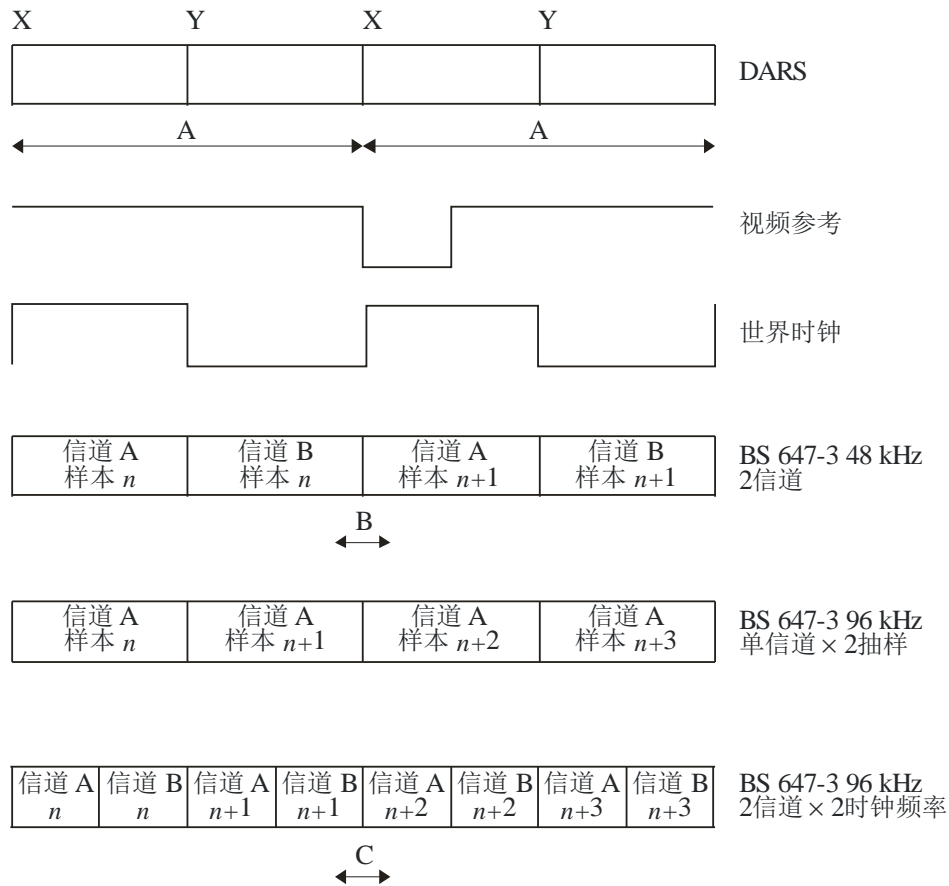 X Y X Y
DARS
A A
视频参考
世界时钟
信道 A 信道 B 信道 A 信道 B
样本 n 样本 n 样本 n+1 样本 n+1
BS 647-3 48 kHz
2信道
B
信道 A 信道 A 信道 A 信道 A
样本 n 样本 n+1 样本 n+2 样本 n+3
BS 647-3 96 kHz
单信道 × 2抽样
信道 A 信道 B 信道 A 信道 B 信道 A 信道 B 信道 A 信道 B
n n n+1 n+1 n+2 n+2 n+3 n+3
BS 647-3 96 kHz
2信道 × 2时钟频率
C